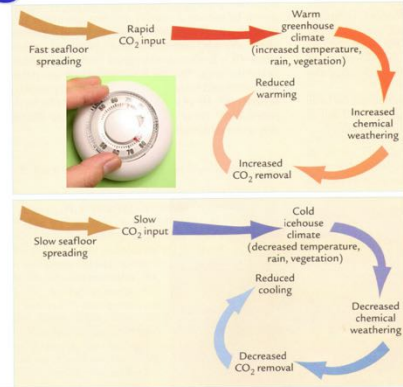 Fast seafloor
spreading
Rapid
CO₂ input
Warm
greenhouse
climate
(increased temperature,
rain, vegetation)
Increased
chemical
weathering
Increased
CO₂ removal
Reduced
warming
Slow seafloor
spreading
Slow
CO₂ input
Cold
icehouse
climate
(decreased temperature,
rain, vegetation)
Decreased
chemical
weathering
Decreased
CO₂ removal
Reduced
cooling